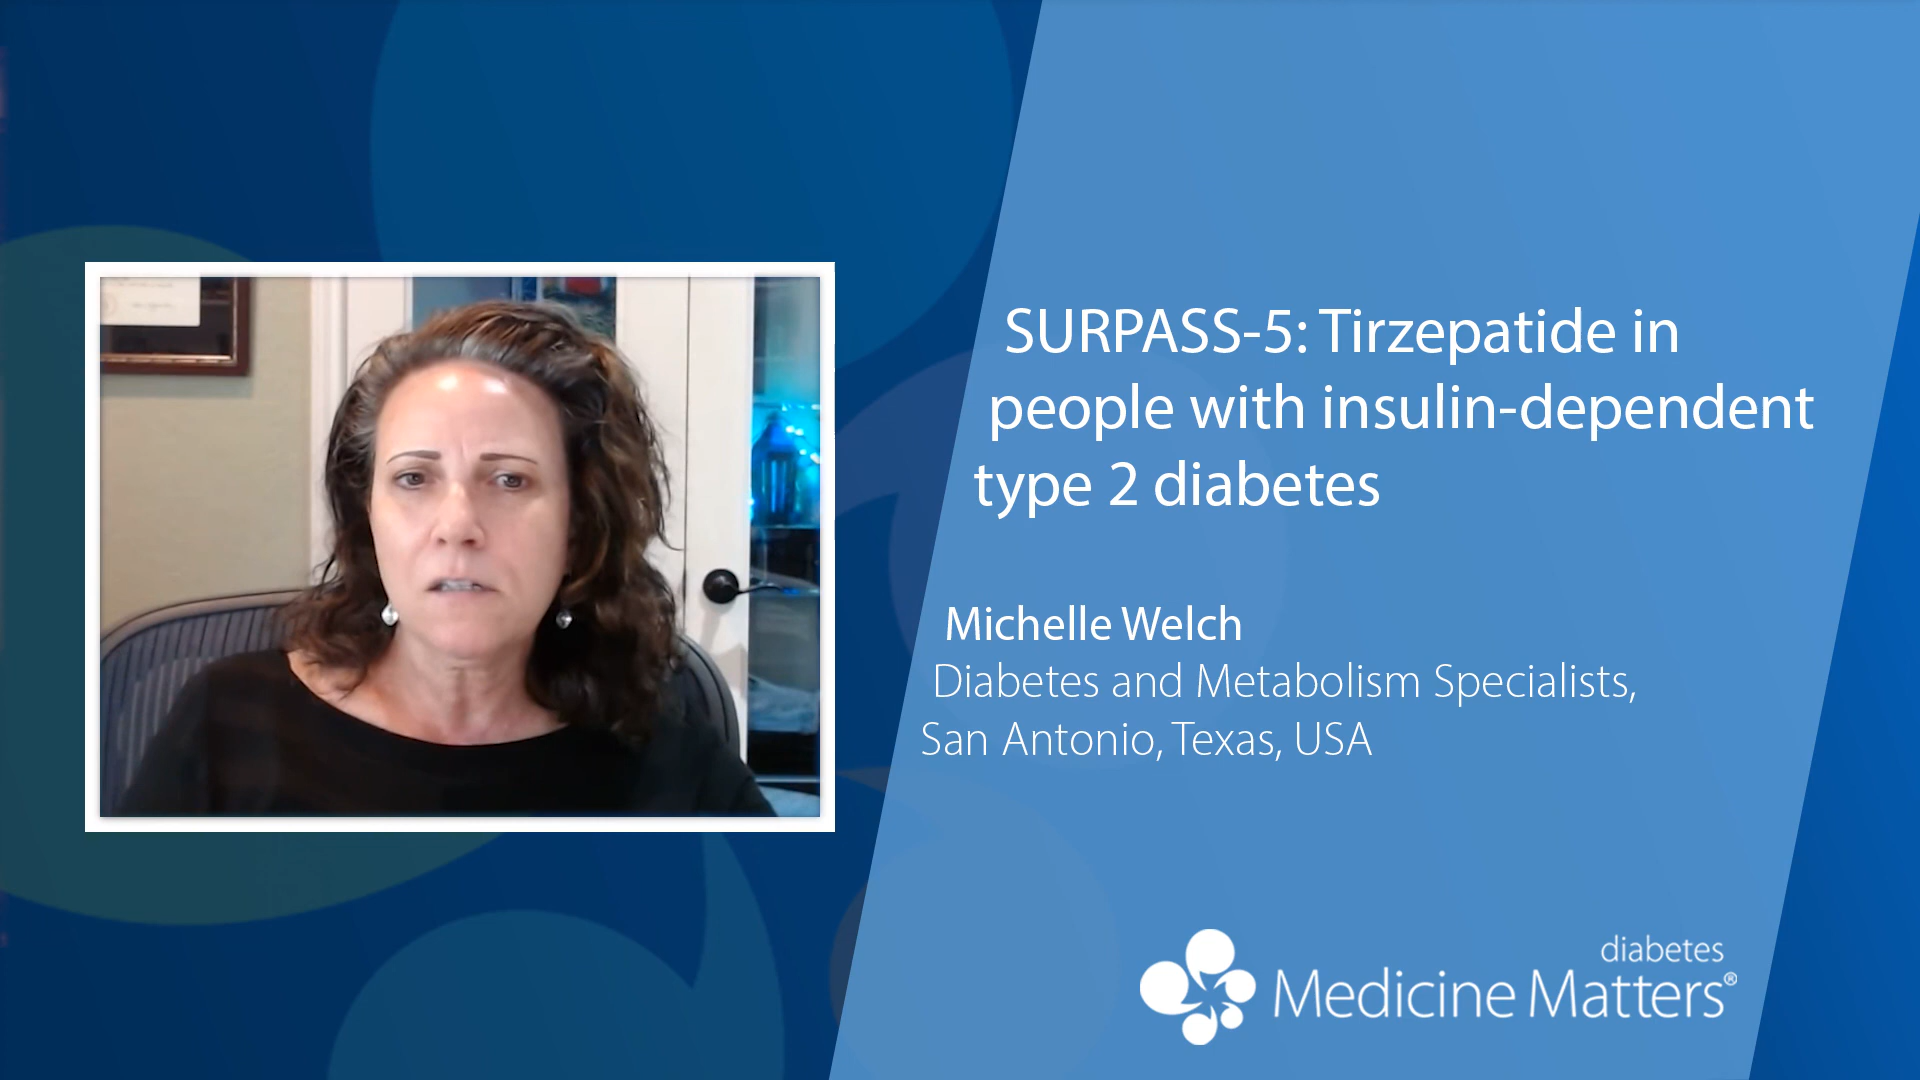 SURPASS-5: Tirzepatide in
people with insulin-dependent
type 2 diabetes
Michelle Welch
Diabetes and Metabolism Specialists,
San Antonio, Texas, USA
diabetes
Medicine Matters®